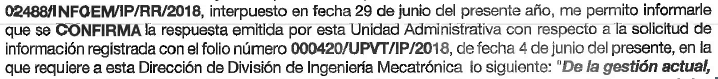 02488/INFOEM/IP/RR/2018, interpuesto en fecha 29 de junio del presente año, me permito informarle
que se CONFIRMA la respuesta emitida por esta Unidad Administrativa con respecto a la solicitud de
información registrada con el folio número 000420/UPVT/IP/2018, de fecha 4 de junio del presente, en la
que requiere a esta Dirección de División de Ingeniería Mecatrónica lo siguiente: "De la gestión actual,